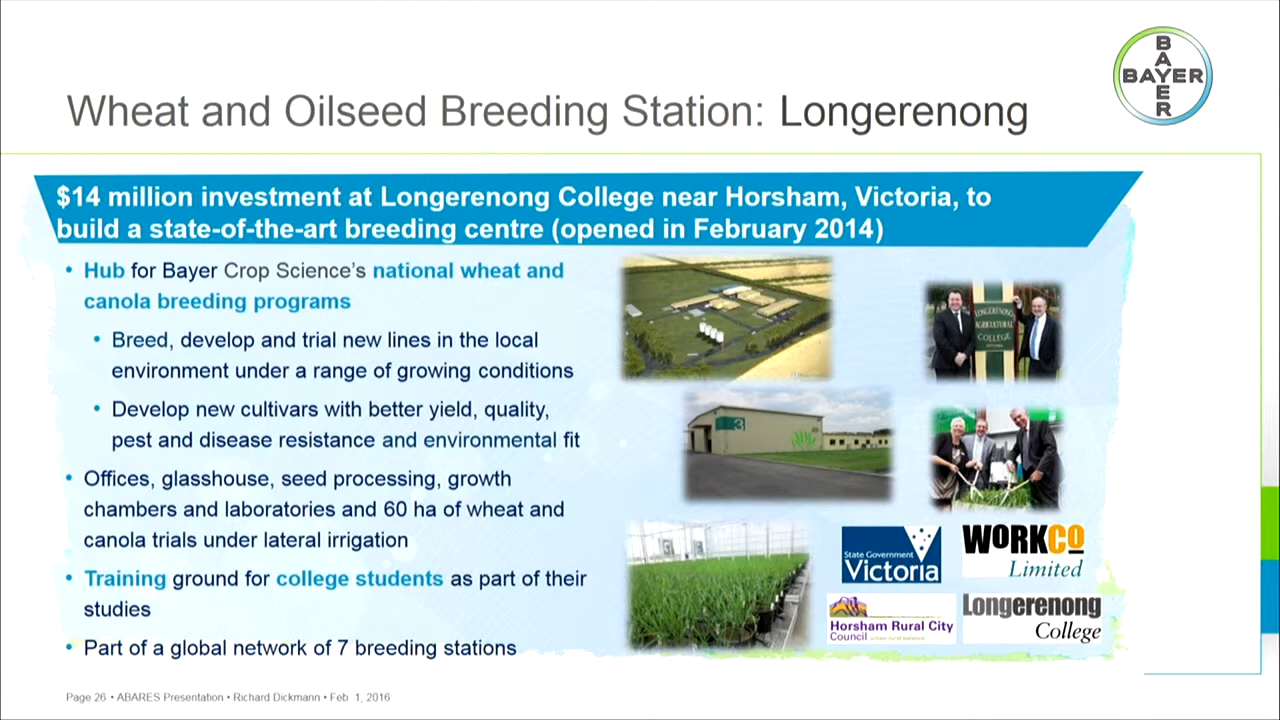 BAYER
BAYER
Wheat and Oilseed Breeding Station: Longerenong
$14 million investment at Longerenong College near Horsham, Victoria, to
build a state-of-the-art breeding centre (opened in February 2014)
• Hub for Bayer Crop Science’s national wheat and
canola breeding programs
• Breed, develop and trial new lines in the local
environment under a range of growing conditions
• Develop new cultivars with better yield, quality,
pest and disease resistance and environmental fit
• Offices, glasshouse, seed processing, growth
chambers and laboratories and 60 ha of wheat and
canola trials under lateral irrigation
• Training ground for college students as part of their
studies
• Part of a global network of 7 breeding stations
LONGERENONG
AGRICULTURAL
COLLEGE
3
State Government
Victoria
WORKCO
Limited
Horsham Rural City
Council
Longerenong
College
Page 26 • ABARES Presentation • Richard Dickmann • Feb 1, 2016